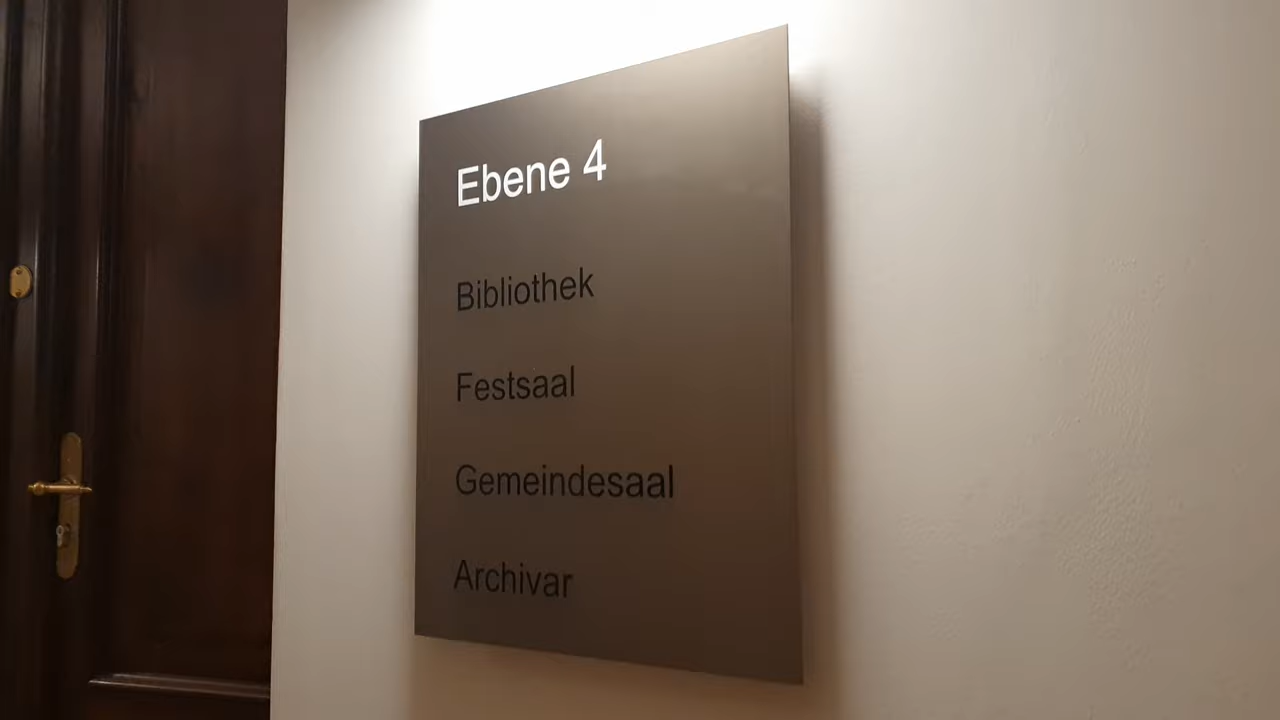 Ebene 4
Bibliothek
Festsaal
Gemeindesaal
Archivar